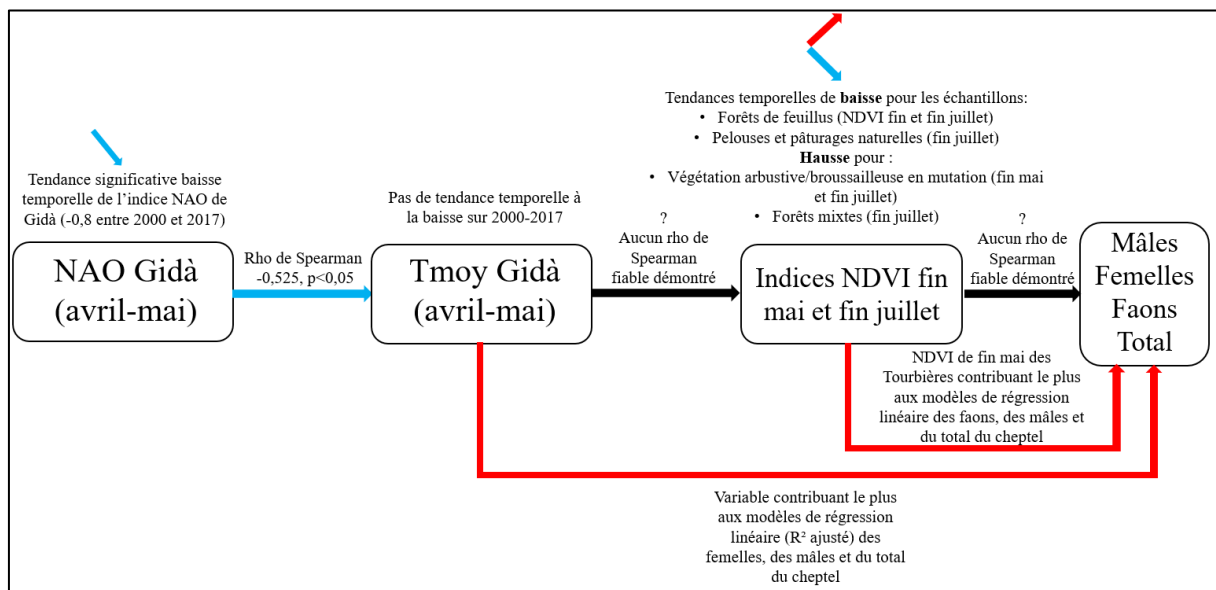 Tendances temporelles de baisse pour les échantillons:
• Forêts de feuillus (NDVI fin et fin juillet)
• Pelouses et pâturages naturelles (fin juillet)
Hausse pour :
• Végétation arbustive/broussailleuse en mutation (fin mai
et fin juillet)
• Forêts mixtes (fin juillet)
Tendance significative baisse
temporelle de l’indice NAO de
Gidà (-0,8 entre 2000 et 2017)
Pas de tendance temporelle à
la baisse sur 2000-2017
NAO Gidà
(avril-mai)
Rho de Spearman
-0,525, p<0,05
Tmoy Gidà
(avril-mai)
?
Aucun rho de
Spearman
fiable démontré
Indices NDVI fin
mai et fin juillet
?
Aucun rho de
Spearman
fiable démontré
Mâles
Femelles
Faons
Total
NDVI de fin mai des
Tourbières contribuant le plus
aux modèles de régression
linéaire des faons, des mâles et
du total du cheptel
Variable contribuant le plus
aux modèles de régression
linéaire (R² ajusté) des
femelles, des mâles et du total
du cheptel